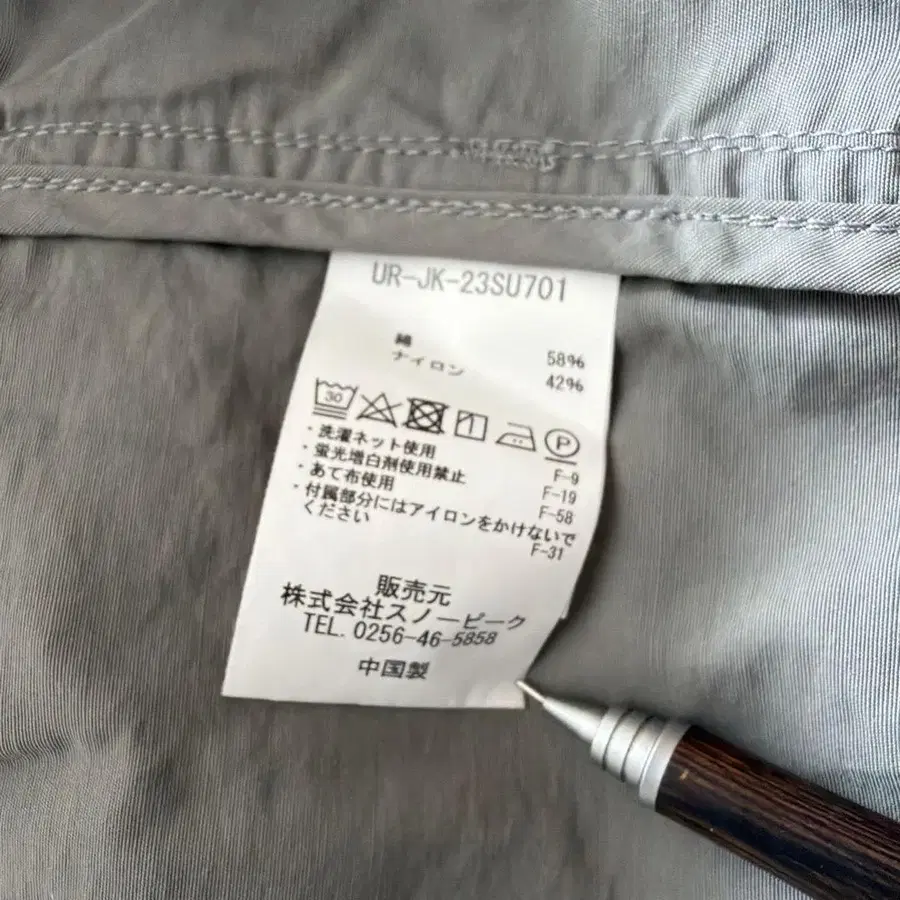 UR-JK-23SU701
綿 58%
ナイロン 42%
30 P
・洗濯ネット使用 F-9
・蛍光増白剤使用禁止 F-19
・あて布使用 F-58
・付属部分にはアイロンをかけないで
ください F-31
販売元
株式会社スノーピーク
TEL. 0256-46-5858
中国製